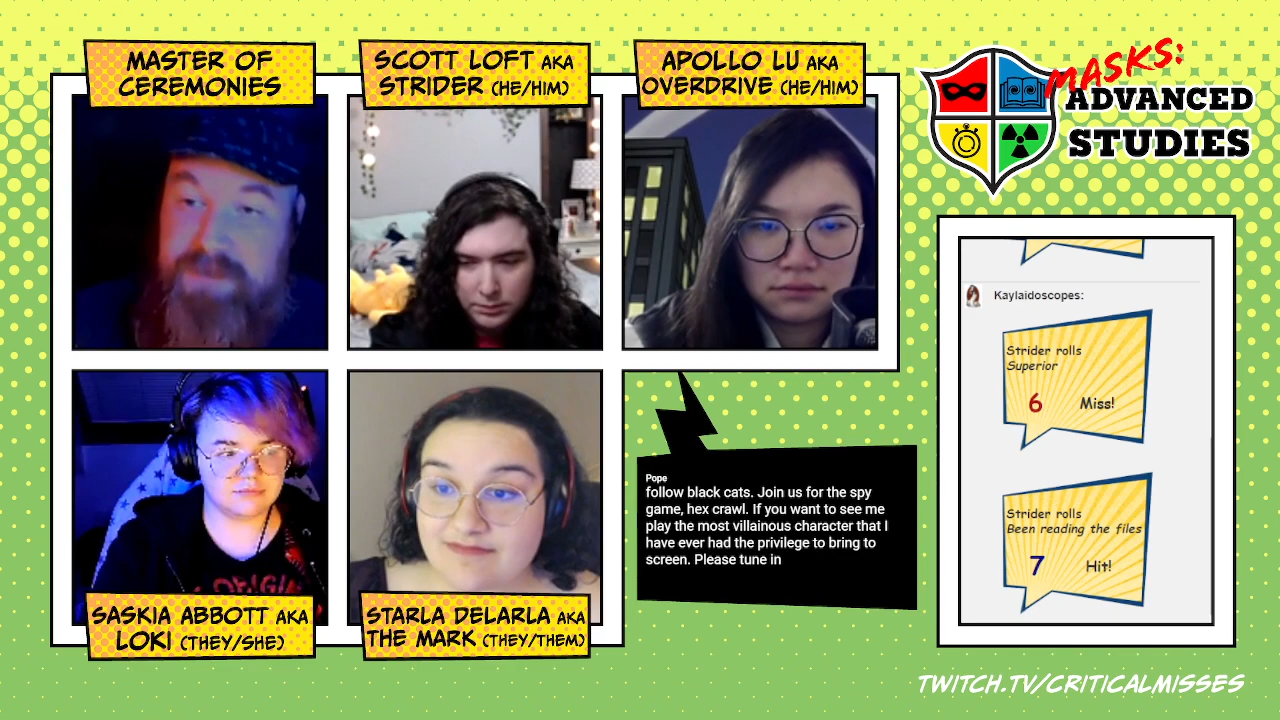 MASTER OF
CEREMONIES
SCOTT LOFT AKA
STRIDER (HE/HIM)
APOLLO LU AKA
OVERDRIVE (HE/HIM)
MASKS:
ADVANCED
STUDIES
Kaylaidoscopes:
Strider rolls
Superior
6 Miss!
Strider rolls
Been reading the files
7 Hit!
SASKIA ABBOTT AKA
LOKI (THEY/SHE)
STARLA DELARLA AKA
THE MARK (THEY/THEM)
Pope
follow black cats. Join us for the spy
game, hex crawl. If you want to see me
play the most villainous character that I
have ever had the privilege to bring to
screen. Please tune in
TWITCH.TV/CRITICALMISSES